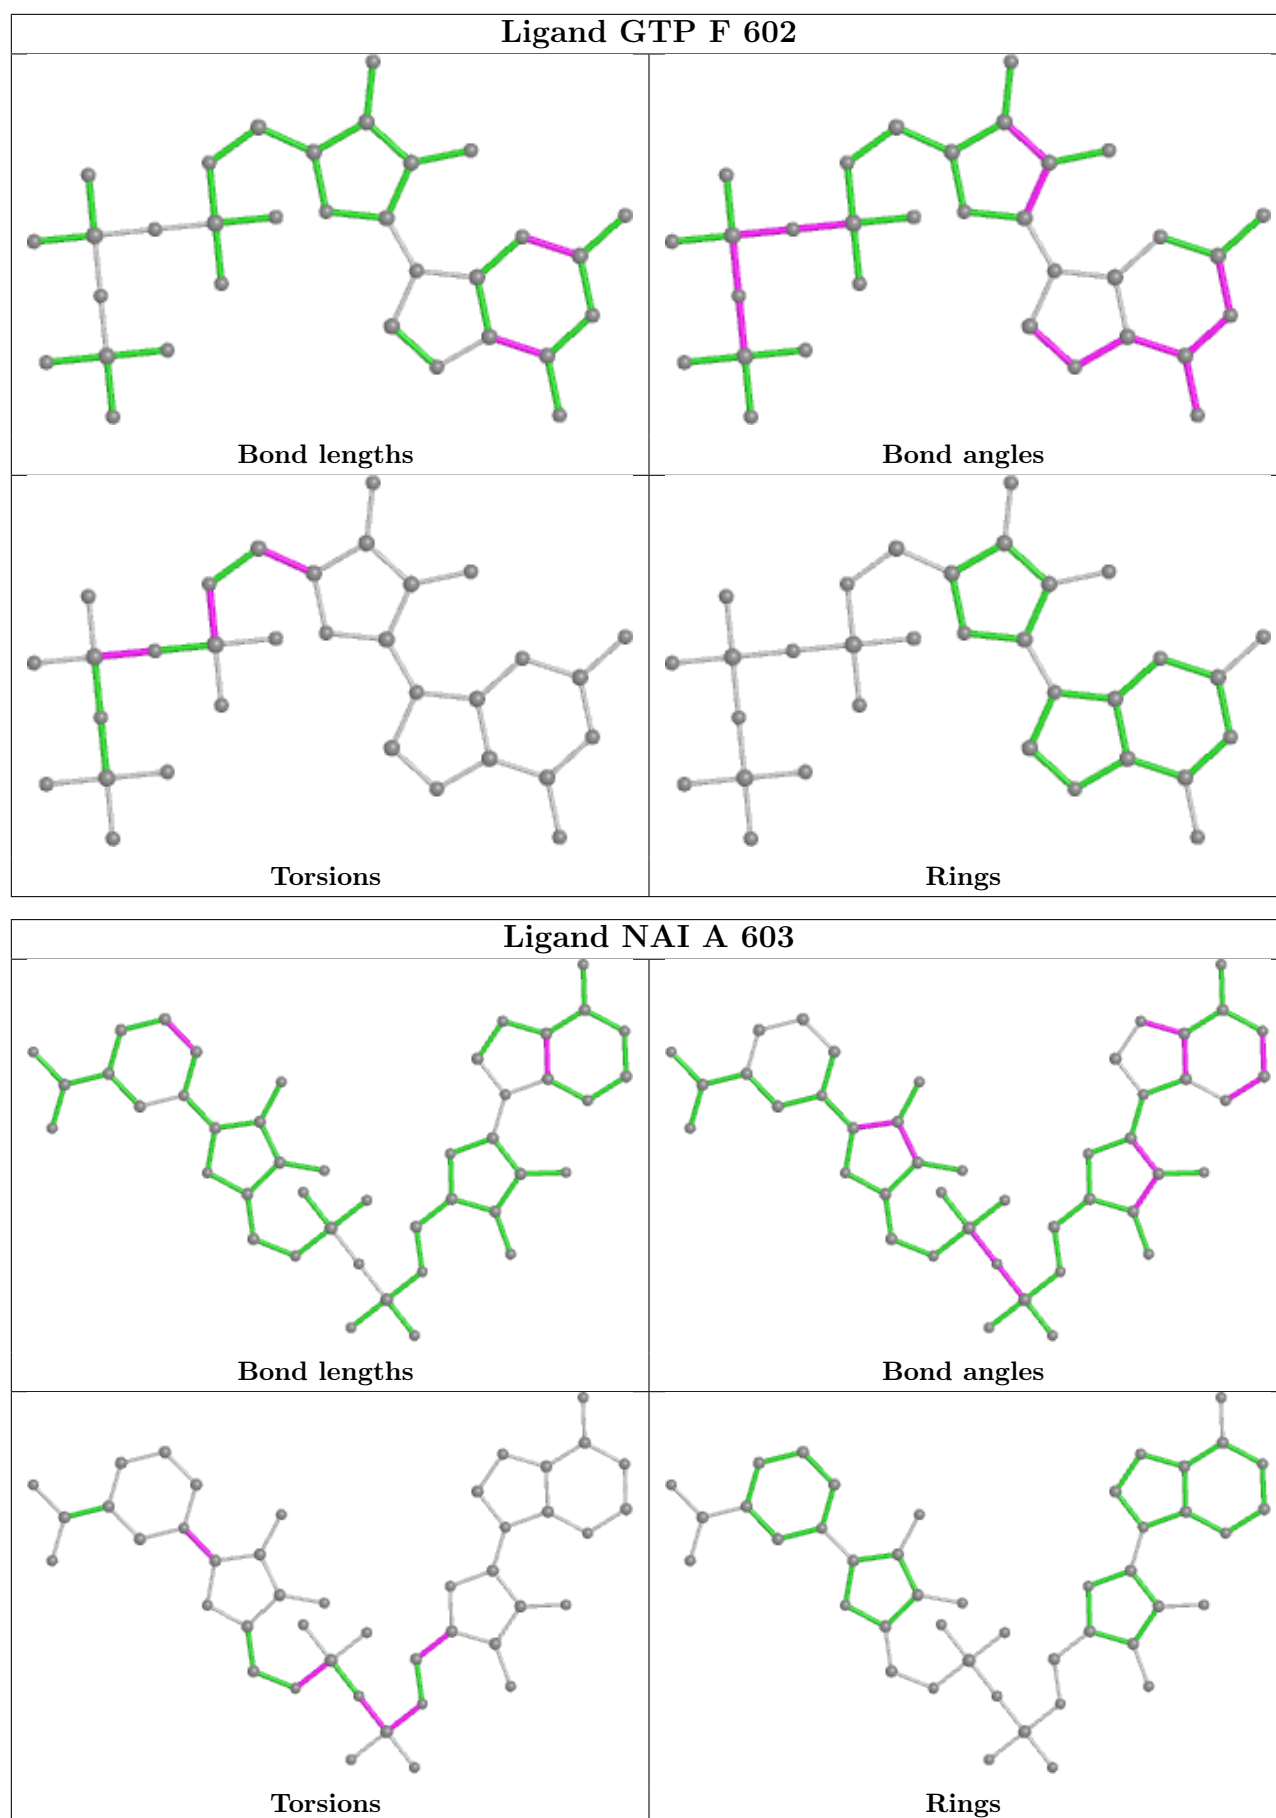 Ligand GTP F 602
Bond lengths
Bond angles
Torsions
Rings
Ligand NAI A 603
Bond lengths
Bond angles
Torsions
Rings